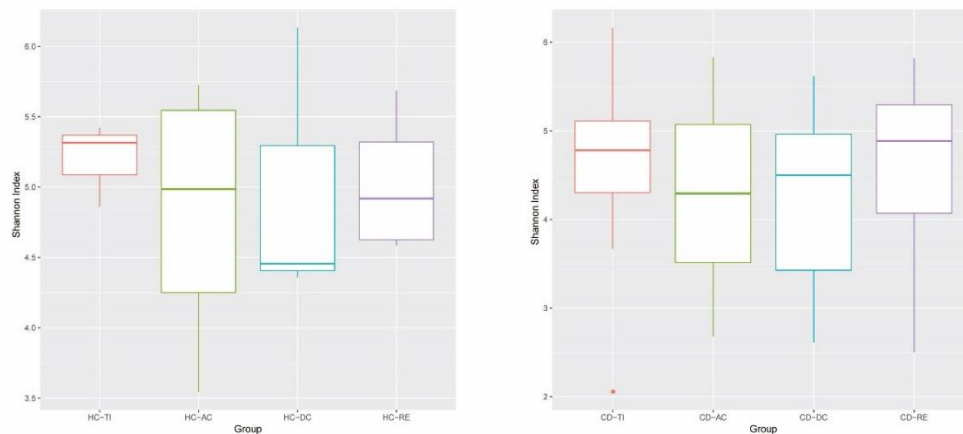 6.0
5.5
5.0
4.5
4.0
3.5
Shannon Index
HC-TI HC-AC HC-DC HC-RE
Group
6
5
4
3
2
Shannon Index
CD-TI CD-AC CD-DC CD-RE
Group